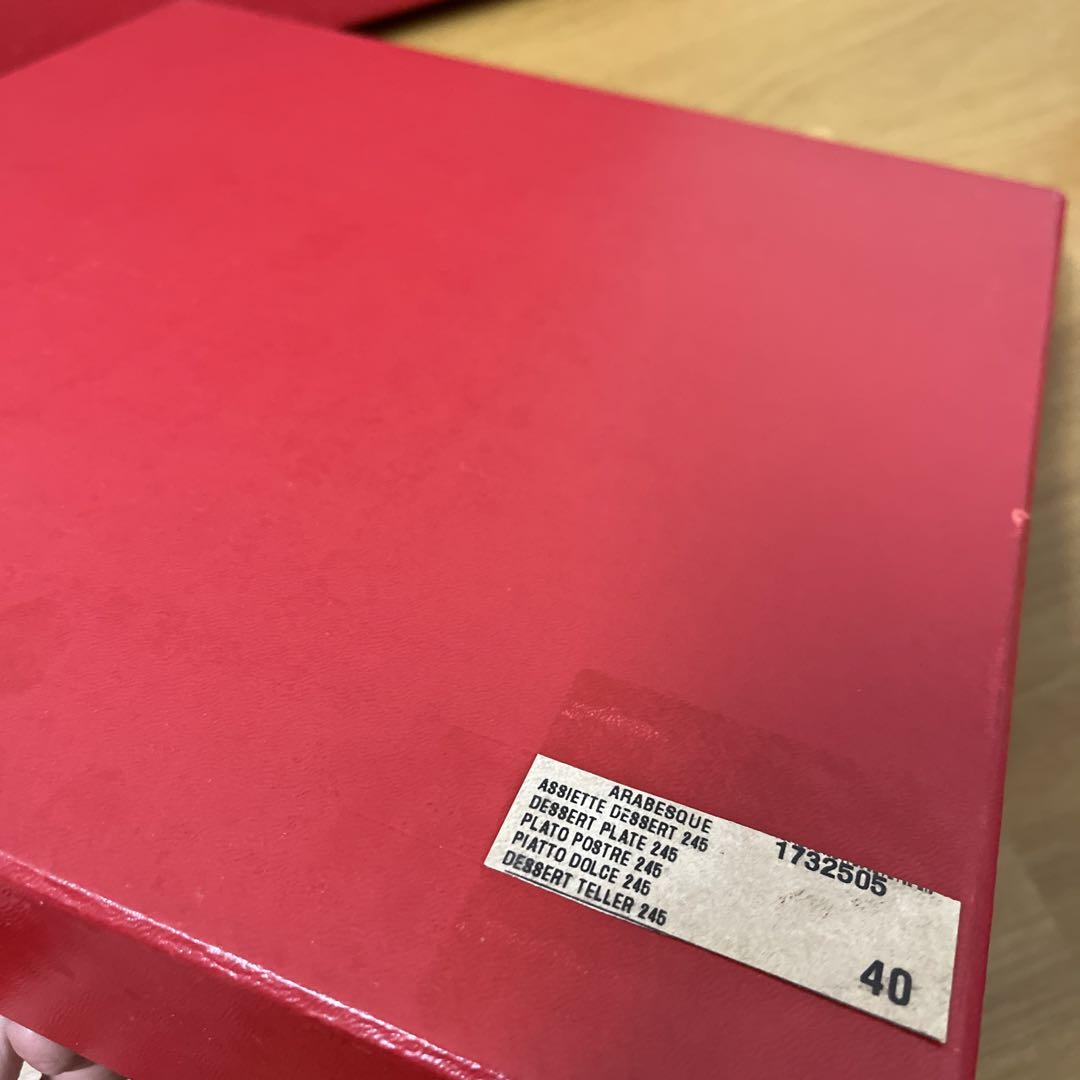 ARABESQUE
ASSIETTE DESSERT 245
DESSERT PLATE 245
PLATO POSTRE 245
PIATTO DOLCE 245
DESSERT TELLER 245
1732505
40